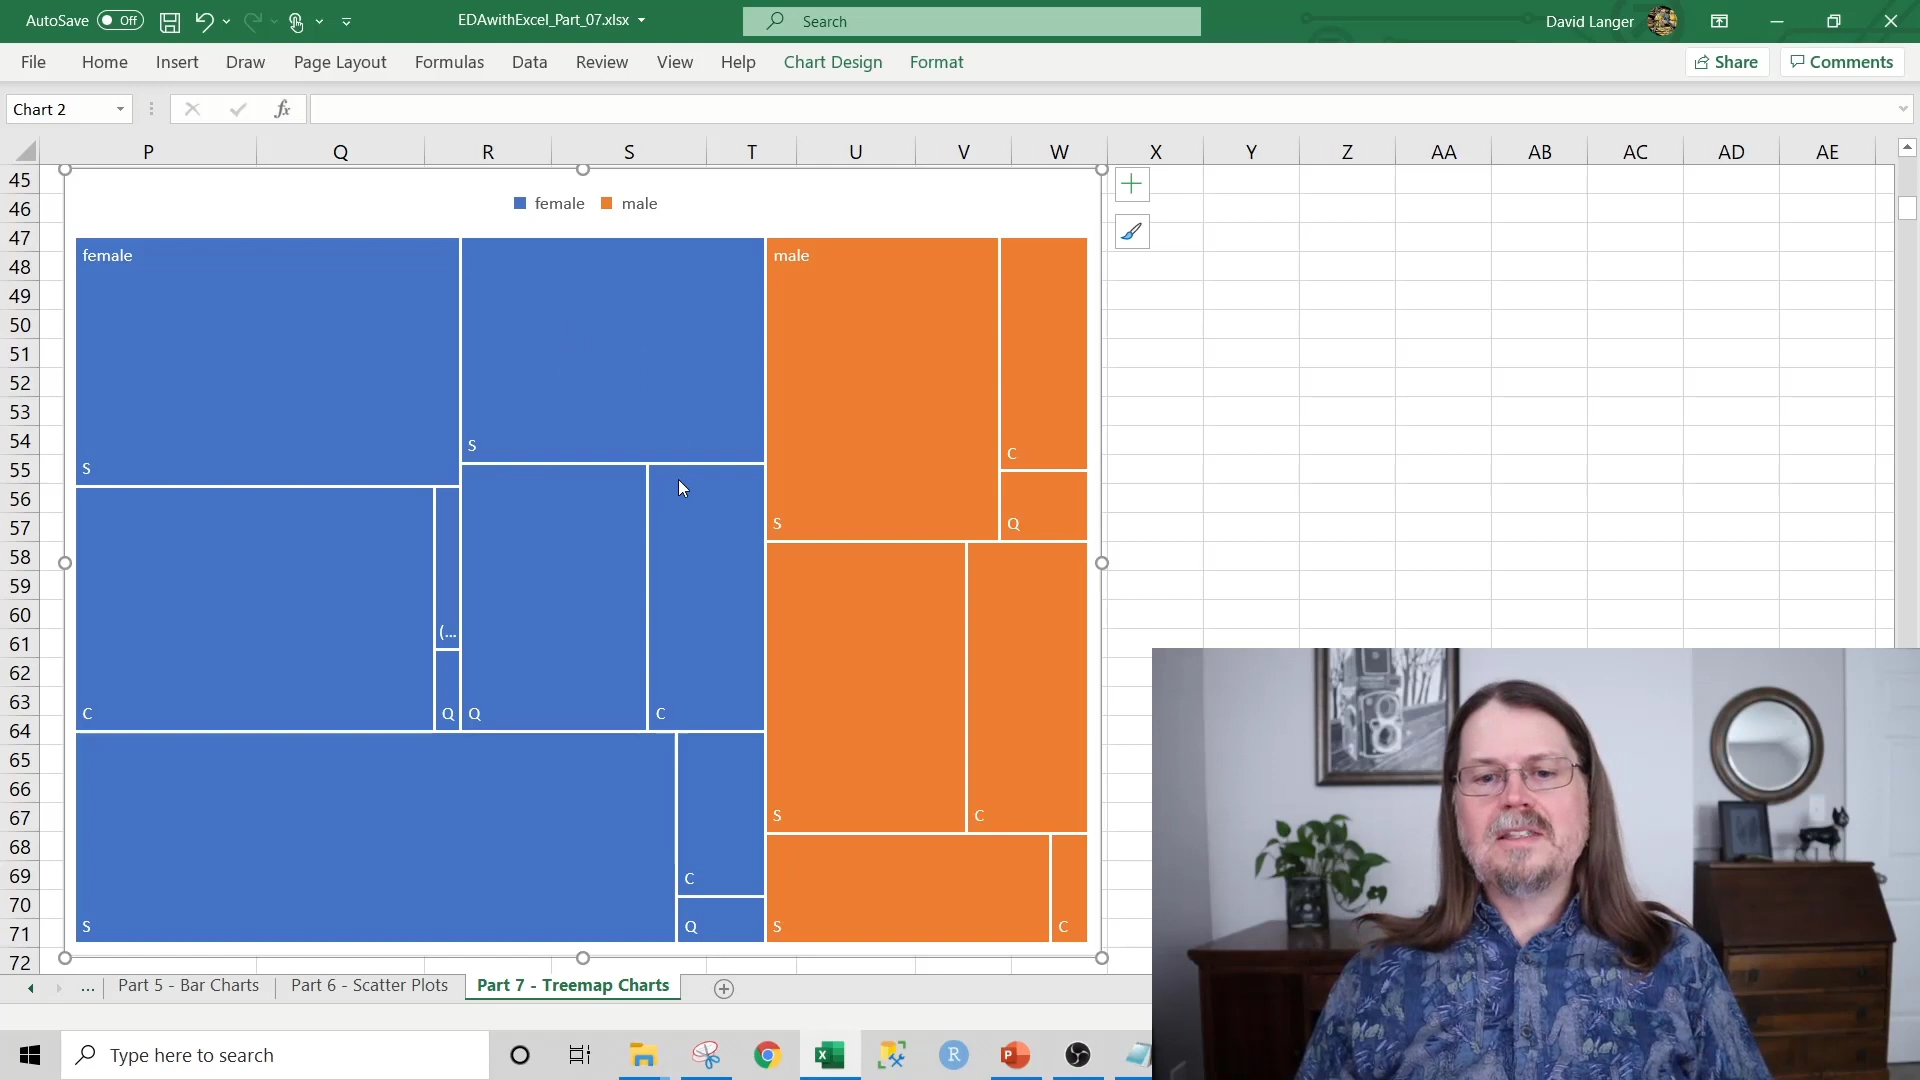 AutoSave Off EDAwithExcel_Part_07.xlsx Search David Langer
File Home Insert Draw Page Layout Formulas Data Review View Help Chart Design Format Share Comments
Chart 2 fx
P Q R S T U V W X Y Z AA AB AC AD AE
45
46
47
48
49
50
51
52
53
54
55
56
57
58
59
60
61
62
63
64
65
66
67
68
69
70
71
72
female male
female
S
S
C
(...
Q
Q
C
S
C
Q
male
S
C
Q
S
C
S
C
... Part 5 - Bar Charts Part 6 - Scatter Plots Part 7 - Treemap Charts
Type here to search